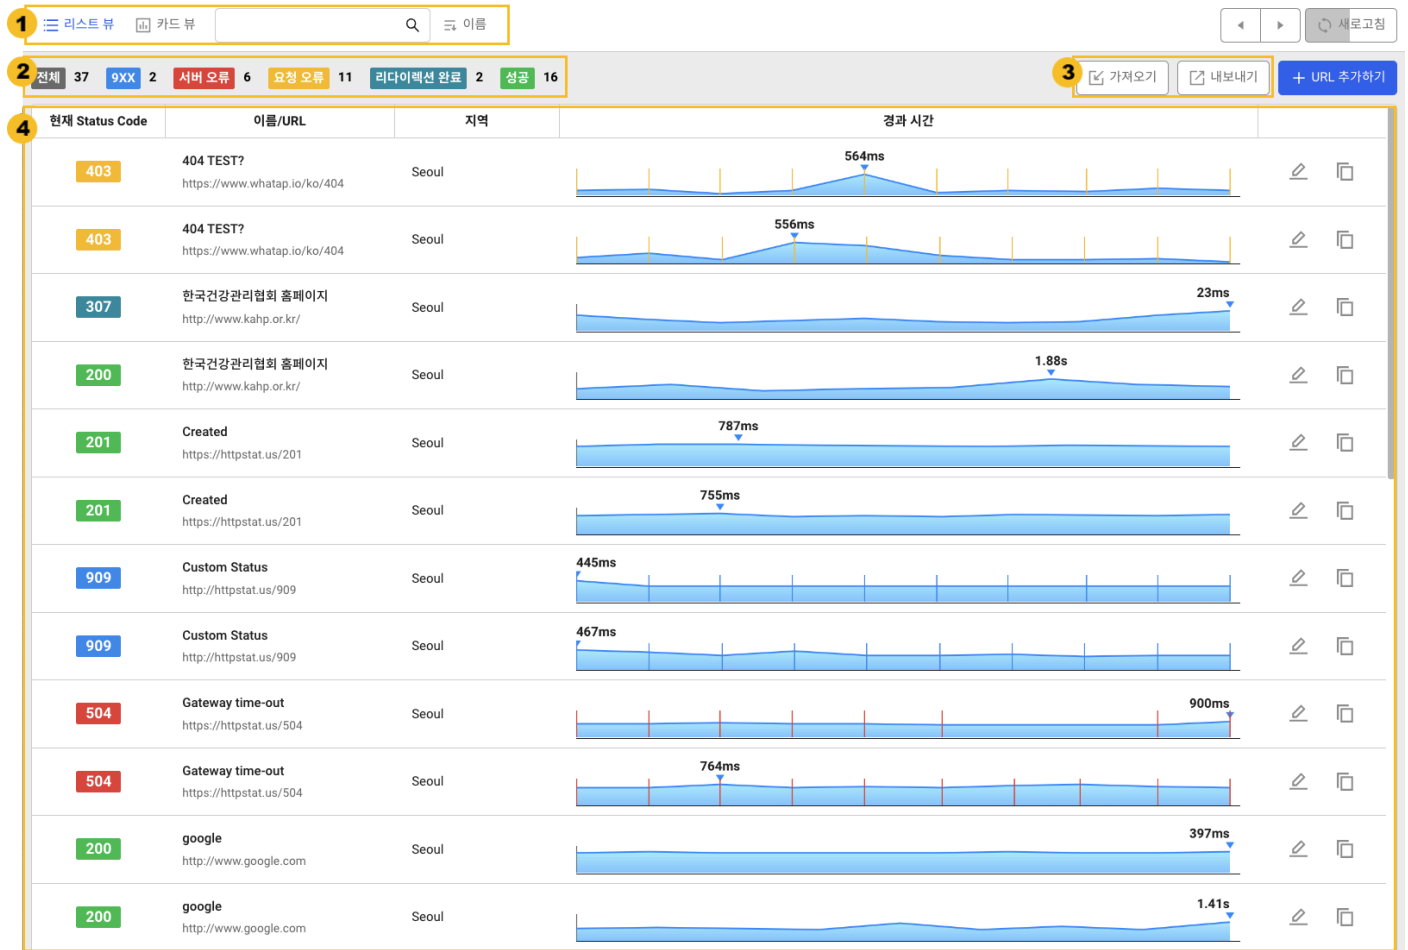 1 리스트 뷰 카드 뷰 이름 새로고침
2 전체 37 9XX 2 서버 오류 6 요청 오류 11 리다이렉션 완료 2 성공 16 3 가져오기 내보내기 + URL 추가하기
4 현재 Status Code 이름/URL 지역 경과 시간
403 404 TEST? Seoul 564ms
https://www.whatap.io/ko/404
403 404 TEST? Seoul 556ms
https://www.whatap.io/ko/404
307 한국건강관리협회 홈페이지 Seoul 23ms
http://www.kahp.or.kr/
200 한국건강관리협회 홈페이지 Seoul 1.88s
http://www.kahp.or.kr/
201 Created Seoul 787ms
https://httpstat.us/201
201 Created Seoul 755ms
https://httpstat.us/201
909 Custom Status Seoul 445ms
http://httpstat.us/909
909 Custom Status Seoul 467ms
http://httpstat.us/909
504 Gateway time-out Seoul 900ms
https://httpstat.us/504
504 Gateway time-out Seoul 764ms
https://httpstat.us/504
200 google Seoul 397ms
http://www.google.com
200 google Seoul 1.41s
http://www.google.com